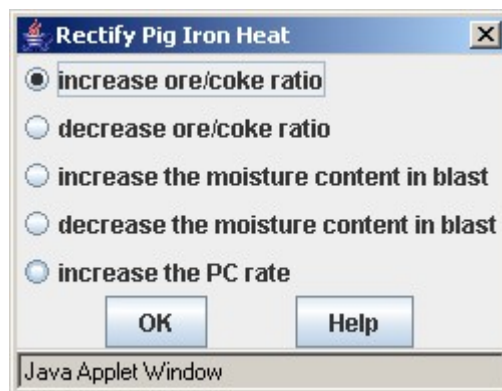 Rectify Pig Iron Heat
increase ore/coke ratio
decrease ore/coke ratio
increase the moisture content in blast
decrease the moisture content in blast
increase the PC rate
OK Help
Java Applet Window